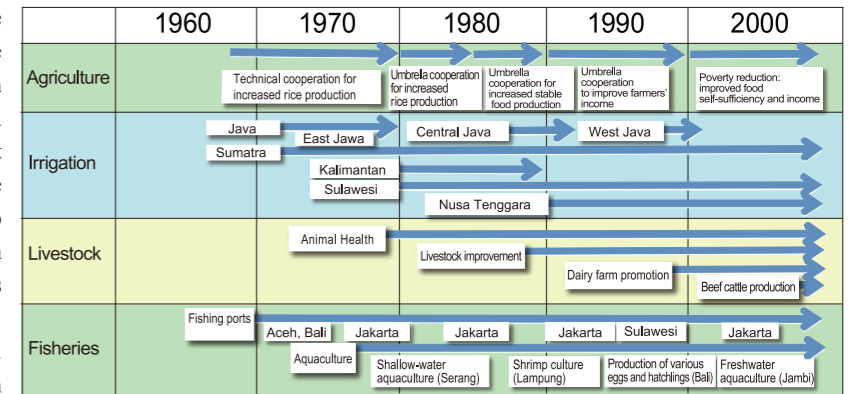 1960 1970 1980 1990 2000
Agriculture
Technical cooperation for
increased rice production
Umbrella cooperation
for increased
rice production
Umbrella
cooperation for
increased stable
food production
Umbrella
cooperation
to improve farmers'
income
Poverty reduction:
improved food
self-sufficiency and income
Irrigation
Java
East Jawa
Central Java
West Java
Sumatra
Kalimantan
Sulawesi
Nusa Tenggara
Livestock
Animal Health
Livestock improvement
Dairy farm promotion
Beef cattle production
Fisheries
Fishing ports
Aceh, Bali
Jakarta
Jakarta
Jakarta
Sulawesi
Jakarta
Aquaculture
Shallow-water
aquaculture (Serang)
Shrimp culture
(Lampung)
Production of various
eggs and hatchlings (Bali)
Freshwater
aquaculture (Jambi)